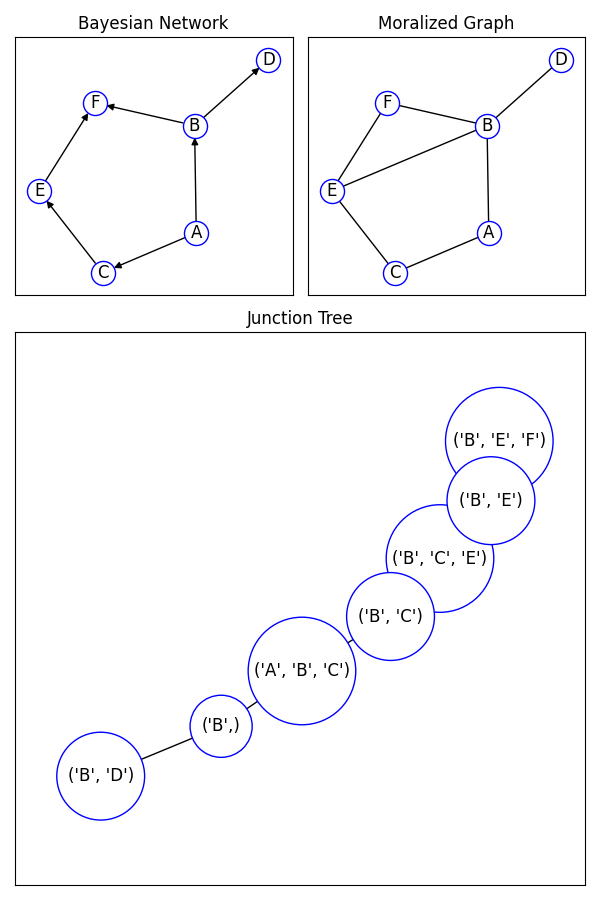 Bayesian Network
Moralized Graph
D
F
B
E
A
C
D
F
B
E
A
C
Junction Tree
('B', 'E', 'F')
('B', 'E')
('B', 'C', 'E')
('B', 'C')
('A', 'B', 'C')
('B',)
('B', 'D')